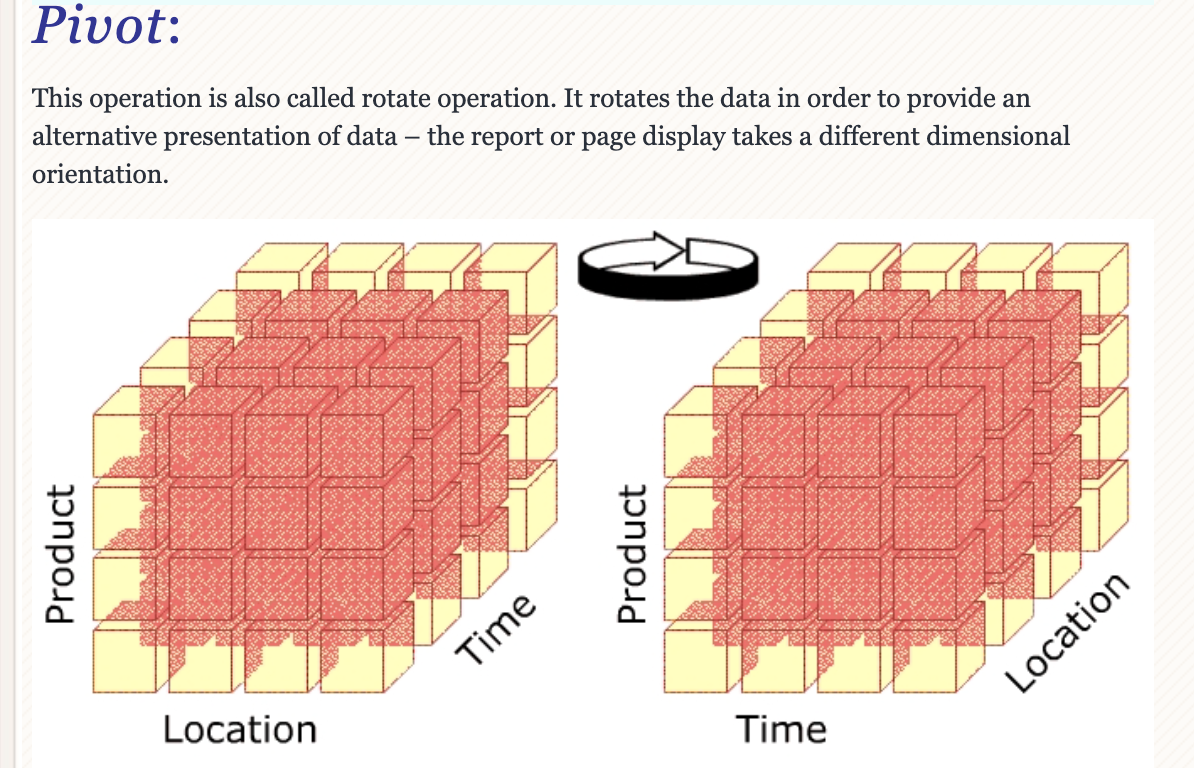 Pivot:
This operation is also called rotate operation. It rotates the data in order to provide an
alternative presentation of data – the report or page display takes a different dimensional
orientation.
Product
Time
Location
Product
Location
Time